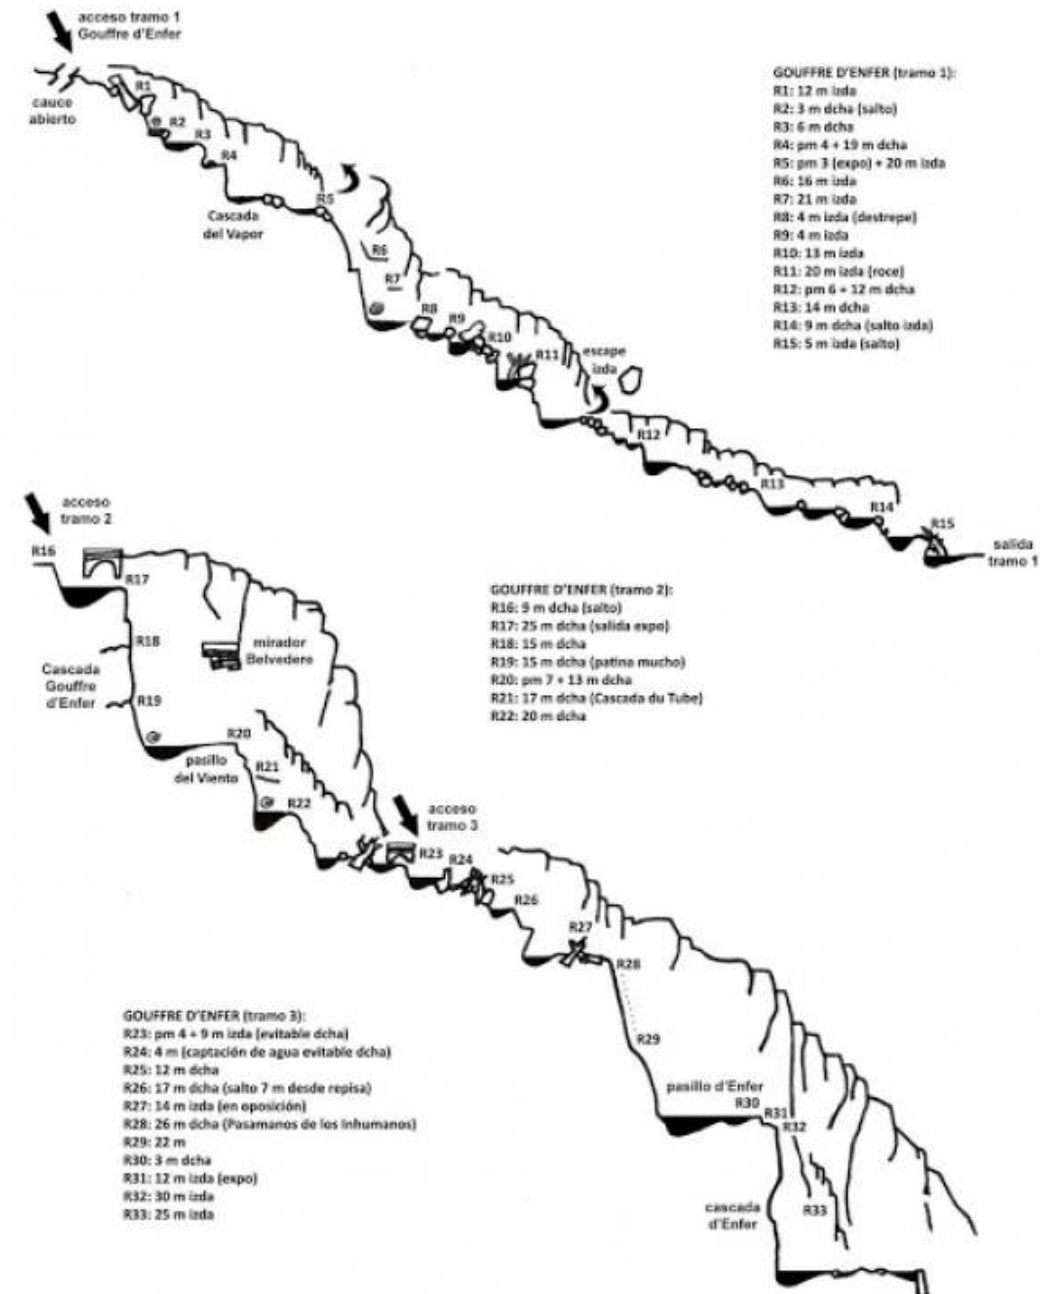 acceso tramo 1
Gouffre d'Enfer
cauce
abierto
R1
R2
R3
R4
Cascada
del Vapor
R5
R6
R7
R8
R9
R10
R11
escape
izda
R12
R13
R14
R15
salida
tramo 1
GOUFFRE D'ENFER (tramo 1):
R1: 12 m izda
R2: 3 m dcha (salto)
R3: 6 m dcha
R4: pm 4 + 19 m dcha
R5: pm 3 (expo) + 20 m izda
R6: 16 m izda
R7: 21 m izda
R8: 4 m izda (destrepe)
R9: 4 m izda
R10: 13 m izda
R11: 20 m izda (roce)
R12: pm 6 + 12 m dcha
R13: 14 m dcha
R14: 9 m dcha (salto izda)
R15: 5 m izda (salto)
acceso
tramo 2
R16
R17
R18
mirador
Belvedere
Cascada
Gouffre
d'Enfer
R19
R20
pasillo
del Viento
R21
R22
GOUFFRE D'ENFER (tramo 2):
R16: 9 m dcha (salto)
R17: 25 m dcha (salida expo)
R18: 15 m dcha
R19: 15 m dcha (patina mucho)
R20: pm 7 + 13 m dcha
R21: 17 m dcha (Cascada du Tube)
R22: 20 m dcha
acceso
tramo 3
R23
R24
R25
R26
R27
R28
R29
pasillo d'Enfer
R30
R31
R32
cascada
d'Enfer
R33
GOUFFRE D'ENFER (tramo 3):
R23: pm 4 + 9 m izda (evitable dcha)
R24: 4 m (captación de agua evitable dcha)
R25: 12 m dcha
R26: 17 m dcha (salto 7 m desde repisa)
R27: 14 m izda (en oposición)
R28: 26 m dcha (Pasamanos de los Inhumanos)
R29: 22 m
R30: 3 m dcha
R31: 12 m izda (expo)
R32: 30 m izda
R33: 25 m izda